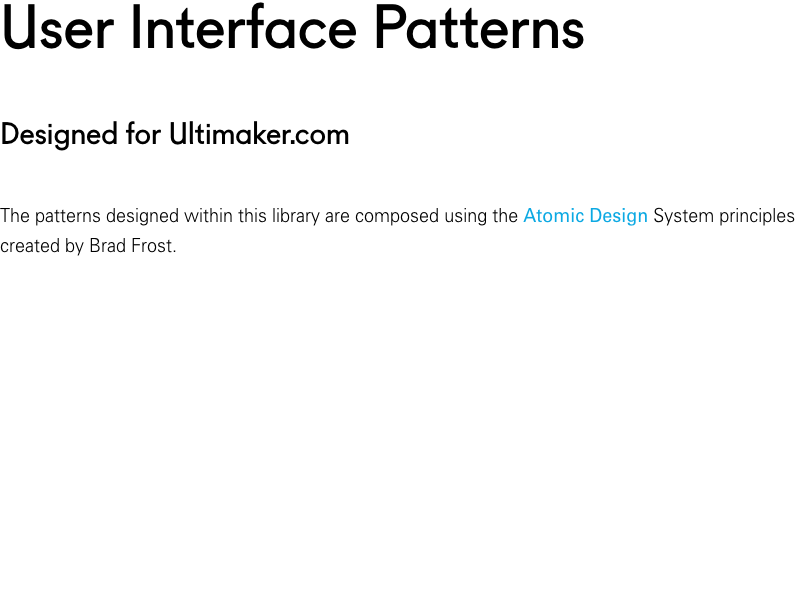 User Interface Patterns
Designed for Ultimaker.com
The patterns designed within this library are composed using the Atomic Design System principles
created by Brad Frost.